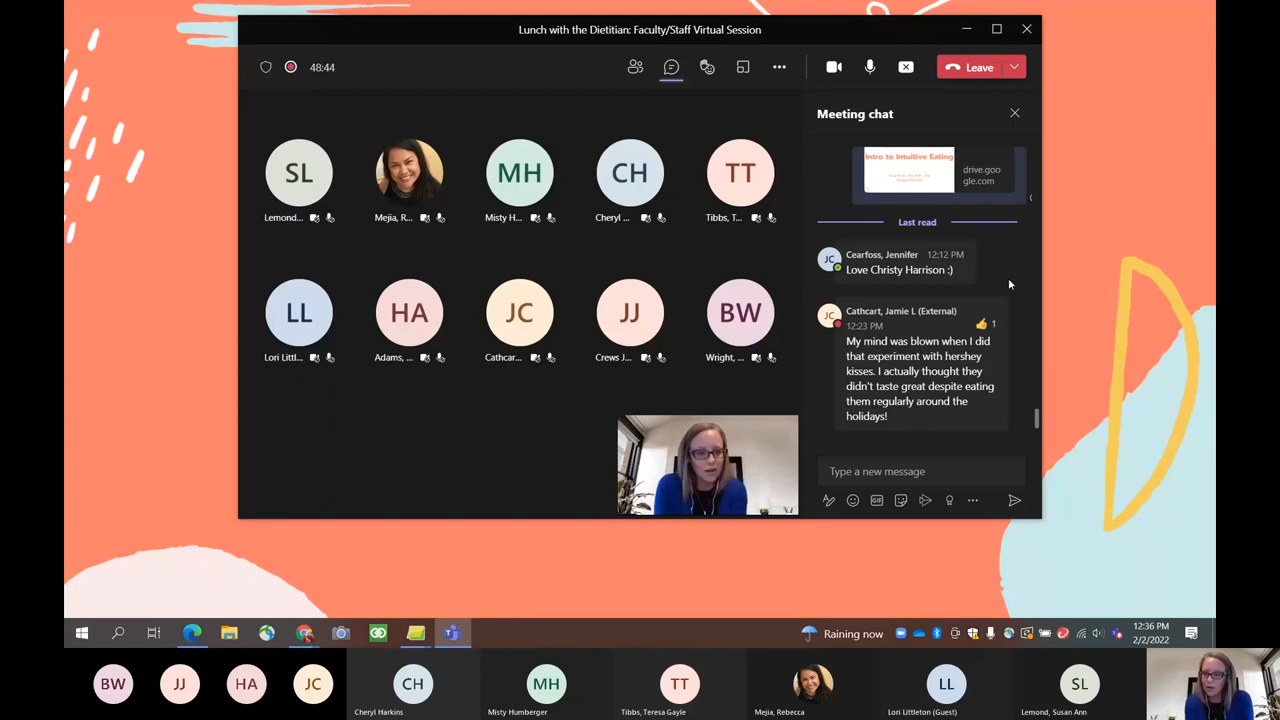 Lunch with the Dietitian: Faculty/Staff Virtual Session
48:44
Leave
Meeting chat
Intro to Intuitive Eating
drive.goo
gle.com
Last read
JC
Cearfoss, Jennifer 12:12 PM
Love Christy Harrison :)
JC
Cathcart, Jamie L (External)
12:23 PM
1
My mind was blown when I did
that experiment with hershey
kisses. I actually thought they
didn't taste great despite eating
them regularly around the
holidays!
Type a new message
GIF
SL
MH
CH
TT
Lemond...
Mejia, R...
Misty H...
Cheryl ...
Tibbs, T...
LL
HA
JC
JJ
BW
Lori Littl...
Adams, ...
Cathcar...
Crews J...
Wright, ...
Raining now
12:36 PM
2/2/2022
BW
JJ
HA
JC
CH
MH
TT
LL
SL
Cheryl Harkins
Misty Humberger
Tibbs, Teresa Gayle
Mejia, Rebecca
Lori Littleton (Guest)
Lemond, Susan Ann